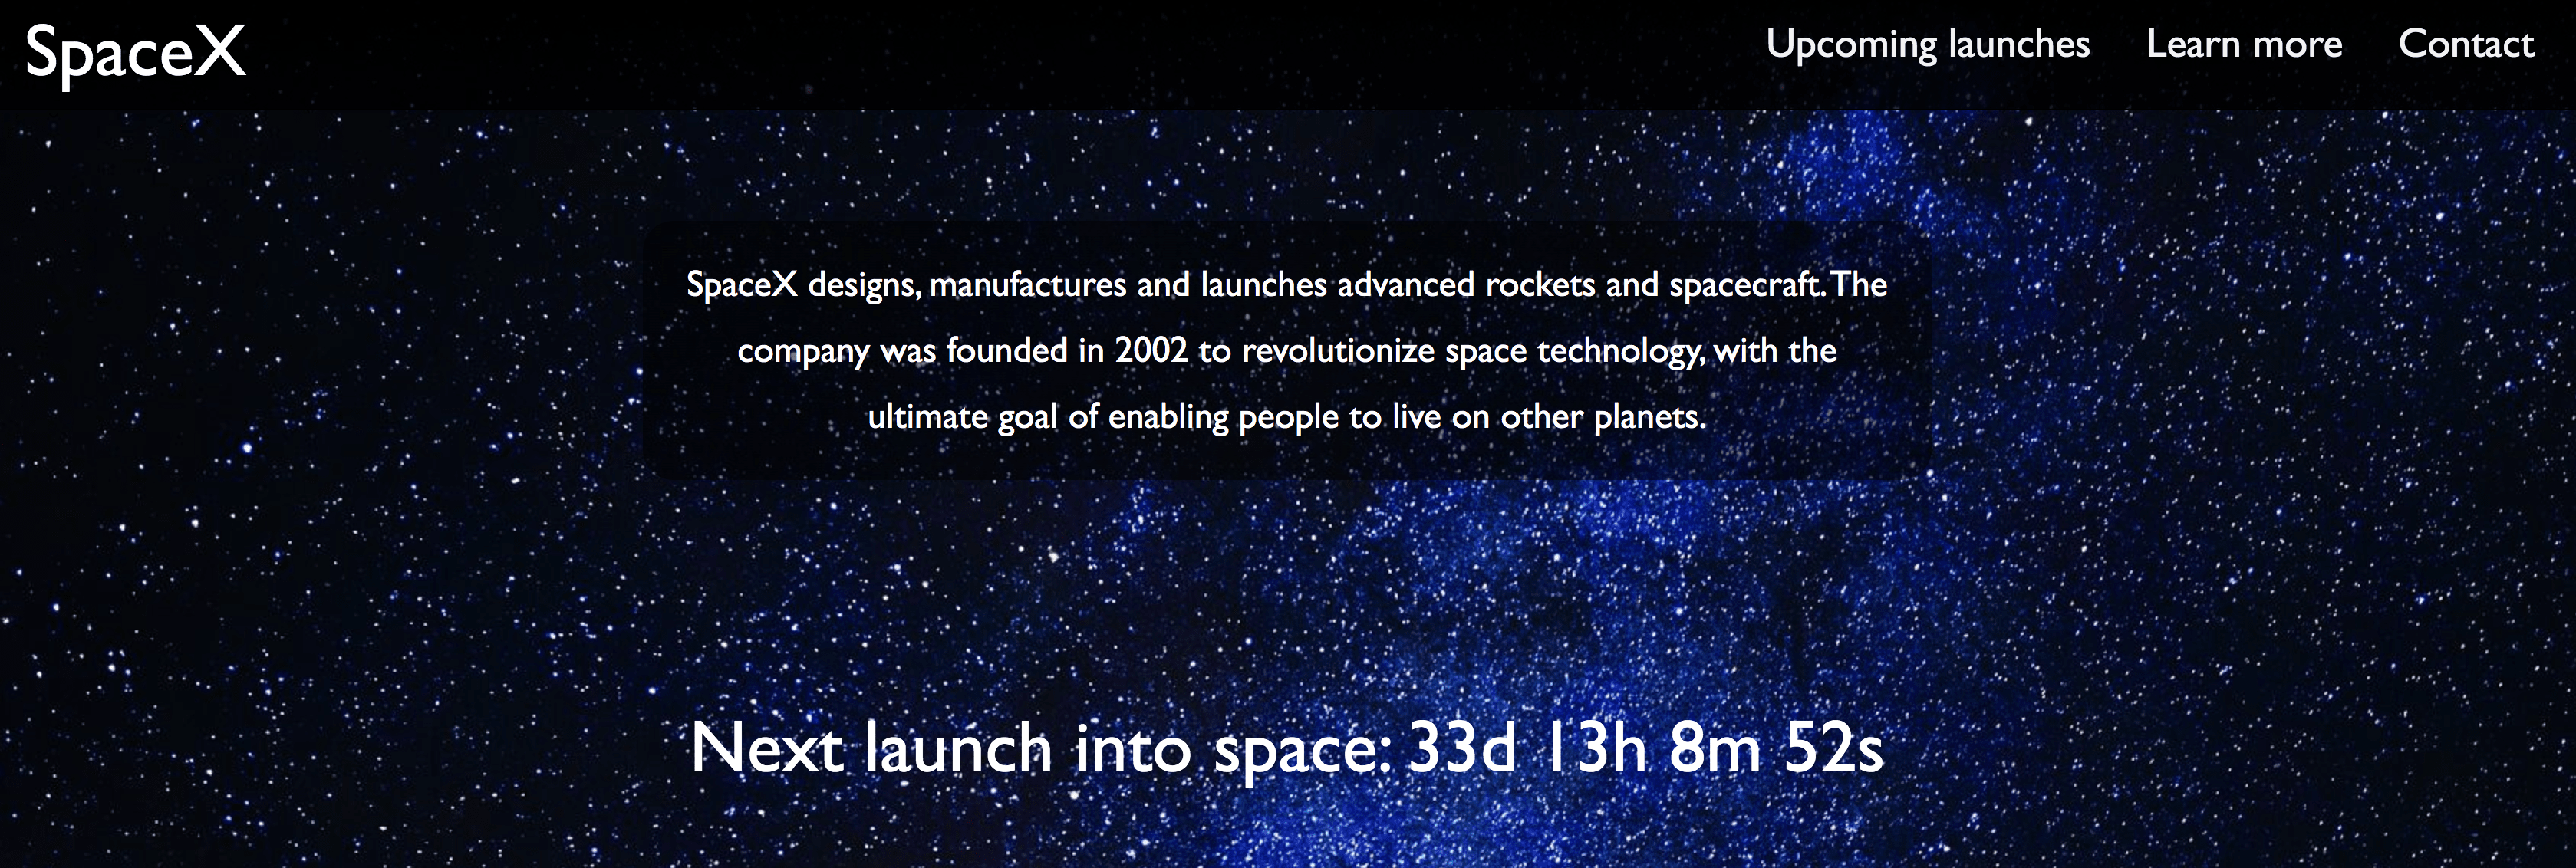 SpaceX
Upcoming launches Learn more Contact
SpaceX designs, manufactures and launches advanced rockets and spacecraft. The
company was founded in 2002 to revolutionize space technology, with the
ultimate goal of enabling people to live on other planets.
Next launch into space: 33d 13h 8m 52s